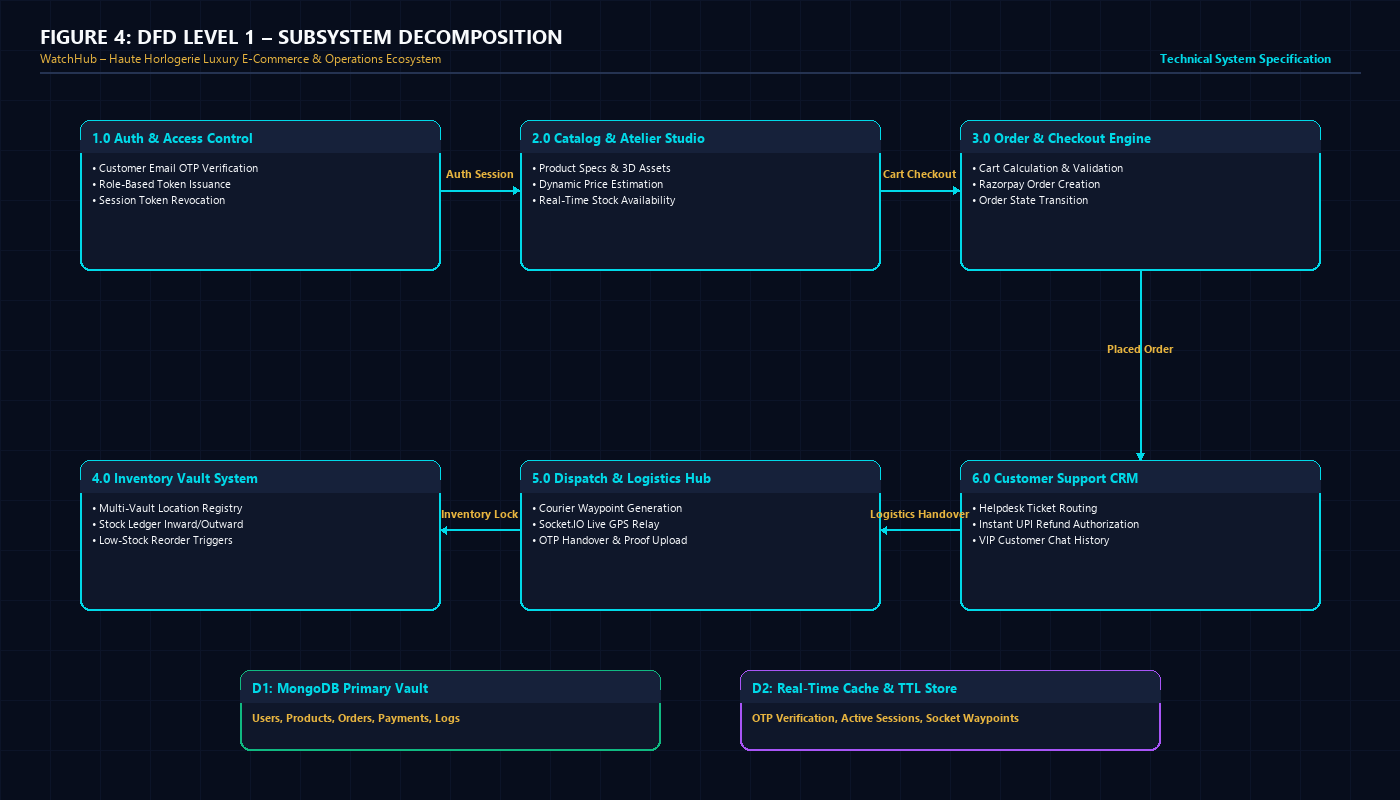 FIGURE 4: DFD LEVEL 1 – SUBSYSTEM DECOMPOSITION
WatchHub – Haute Horlogerie Luxury E-Commerce & Operations Ecosystem
Technical System Specification
1.0 Auth & Access Control
• Customer Email OTP Verification
• Role-Based Token Issuance
• Session Token Revocation
Auth Session
2.0 Catalog & Atelier Studio
• Product Specs & 3D Assets
• Dynamic Price Estimation
• Real-Time Stock Availability
Cart Checkout
3.0 Order & Checkout Engine
• Cart Calculation & Validation
• Razorpay Order Creation
• Order State Transition
Placed Order
4.0 Inventory Vault System
• Multi-Vault Location Registry
• Stock Ledger Inward/Outward
• Low-Stock Reorder Triggers
Inventory Lock
5.0 Dispatch & Logistics Hub
• Courier Waypoint Generation
• Socket.IO Live GPS Relay
• OTP Handover & Proof Upload
Logistics Handover
6.0 Customer Support CRM
• Helpdesk Ticket Routing
• Instant UPI Refund Authorization
• VIP Customer Chat History
D1: MongoDB Primary Vault
Users, Products, Orders, Payments, Logs
D2: Real-Time Cache & TTL Store
OTP Verification, Active Sessions, Socket Waypoints